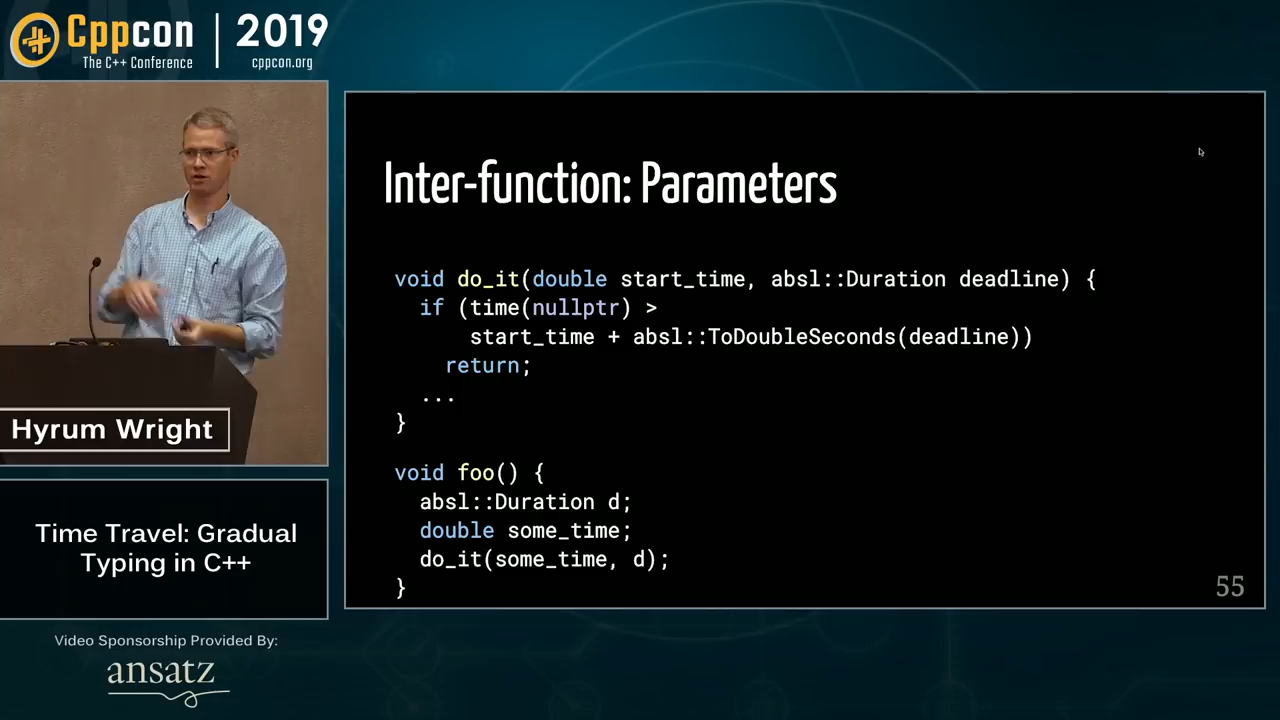 Cppcon
The C++ Conference
2019
cppcon.org
Hyrum Wright
Time Travel: Gradual
Typing in C++
Video Sponsorship Provided By:
ansatz
Inter-function: Parameters
void do_it(double start_time, absl::Duration deadline) {
if (time(nullptr) >
start_time + absl::ToDoubleSeconds(deadline))
return;
...
}
void foo() {
absl::Duration d;
double some_time;
do_it(some_time, d);
}
55